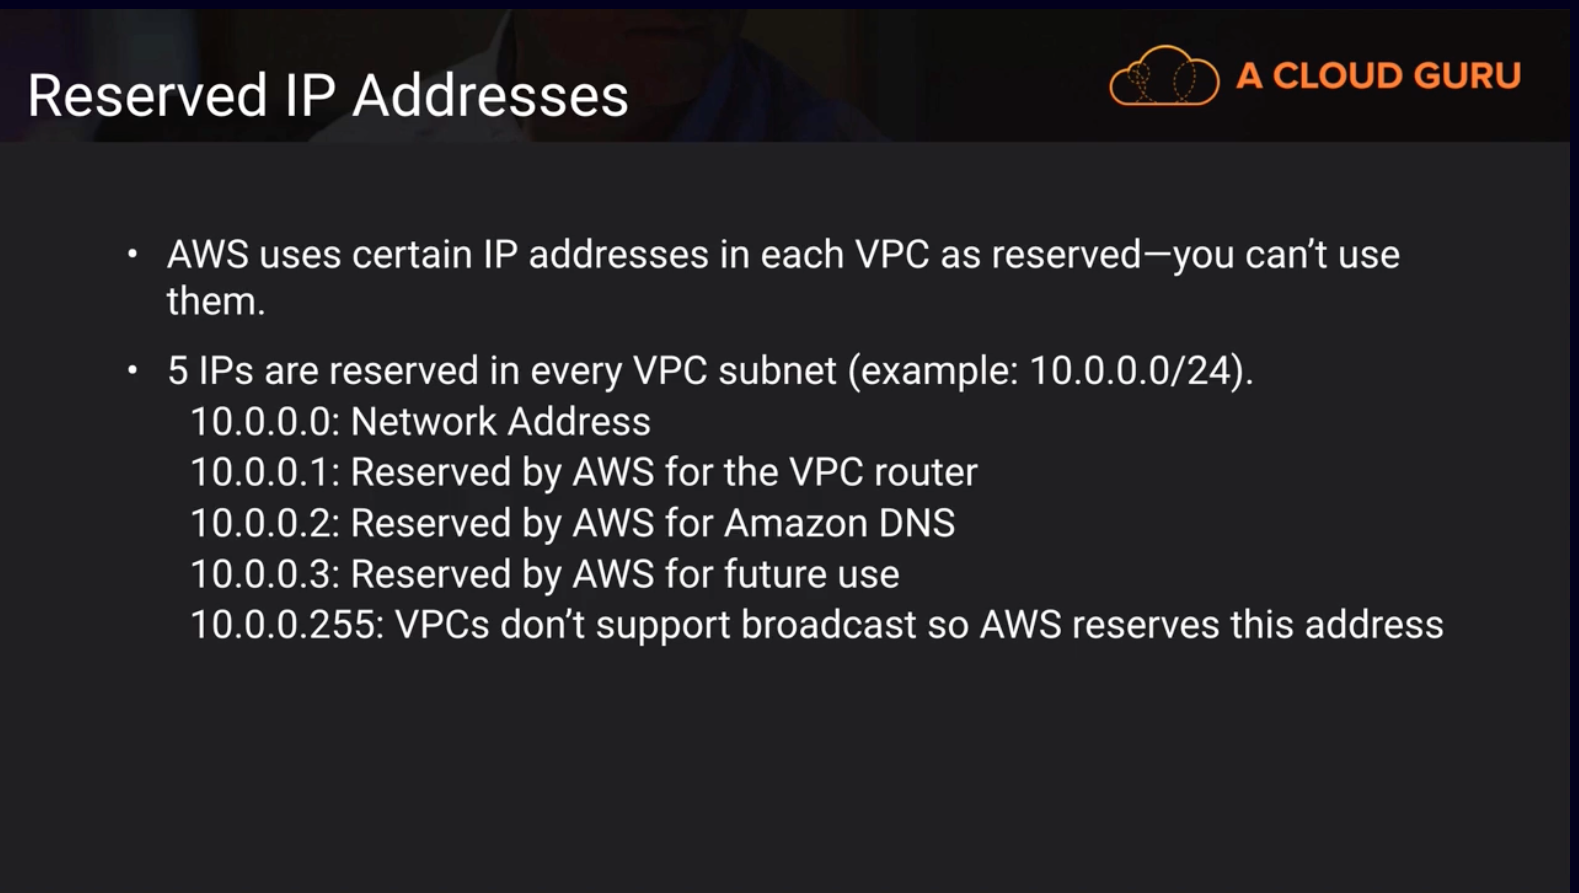 Reserved IP Addresses
A CLOUD GURU
• AWS uses certain IP addresses in each VPC as reserved—you can’t use
them.
• 5 IPs are reserved in every VPC subnet (example: 10.0.0.0/24).
10.0.0.0: Network Address
10.0.0.1: Reserved by AWS for the VPC router
10.0.0.2: Reserved by AWS for Amazon DNS
10.0.0.3: Reserved by AWS for future use
10.0.0.255: VPCs don’t support broadcast so AWS reserves this address